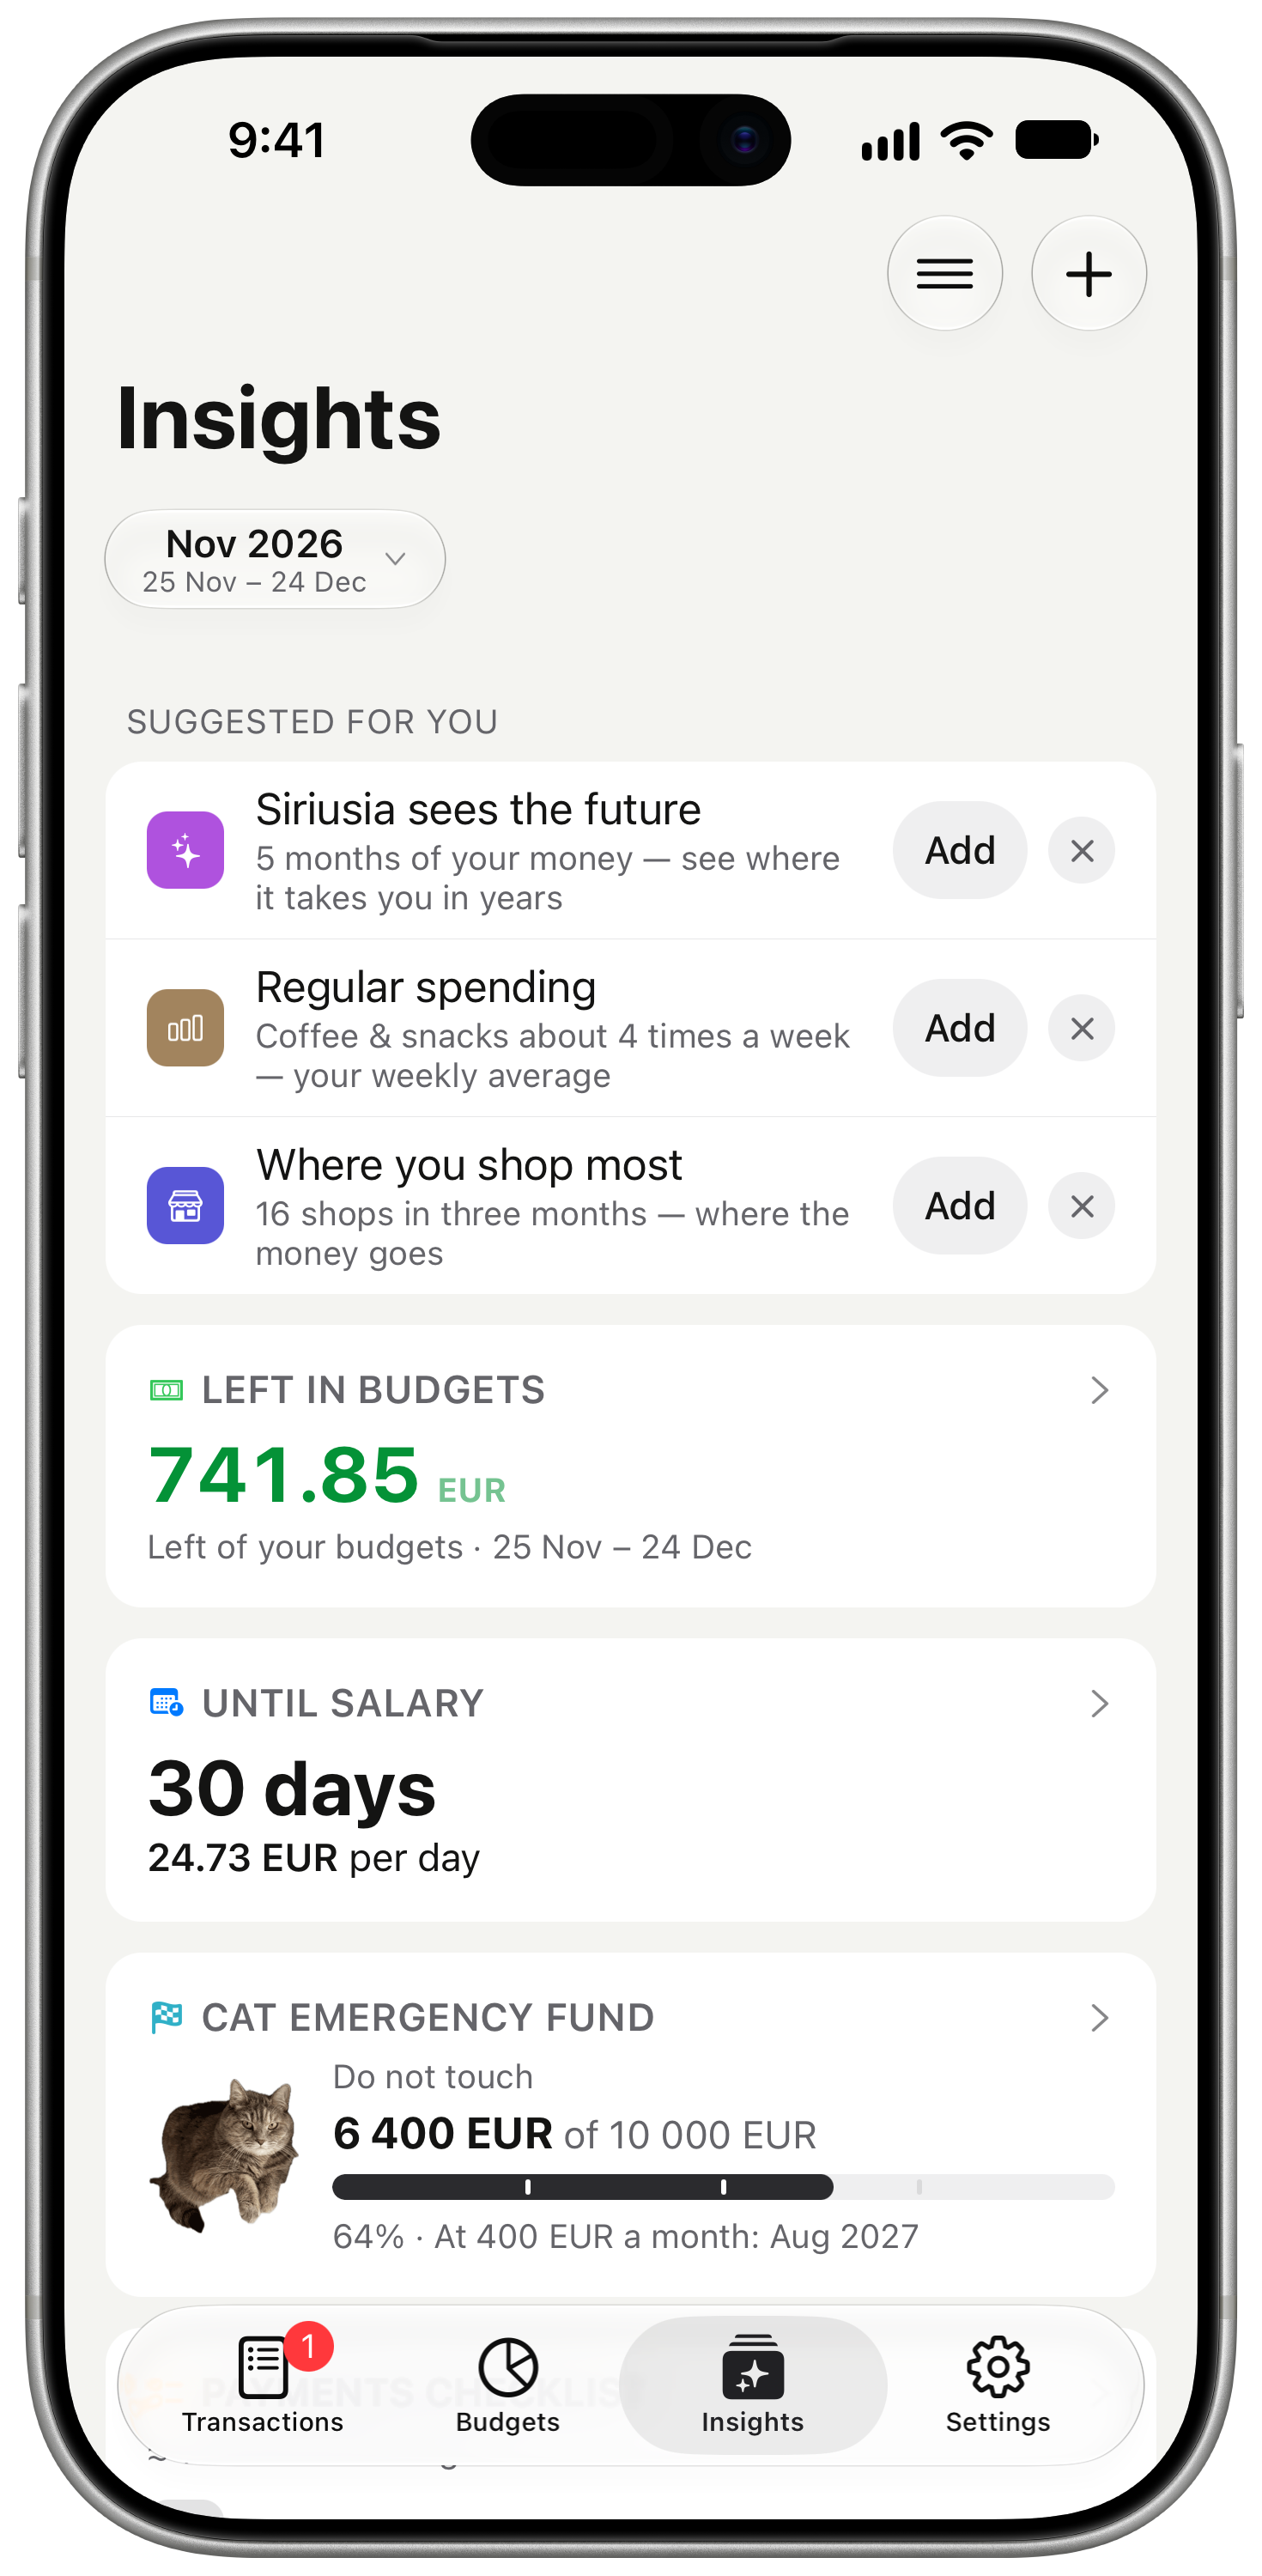 9:41
Insights
Nov 2026
25 Nov – 24 Dec
SUGGESTED FOR YOU
Siriusia sees the future
5 months of your money — see where
it takes you in years
Add
Regular spending
Coffee & snacks about 4 times a week
— your weekly average
Add
Where you shop most
16 shops in three months — where the
money goes
Add
LEFT IN BUDGETS
741.85 EUR
Left of your budgets · 25 Nov – 24 Dec
UNTIL SALARY
30 days
24.73 EUR per day
CAT EMERGENCY FUND
Do not touch
6 400 EUR of 10 000 EUR
64% · At 400 EUR a month: Aug 2027
PAYMENTS CHECKLIST
1
Transactions
Budgets
Insights
Settings